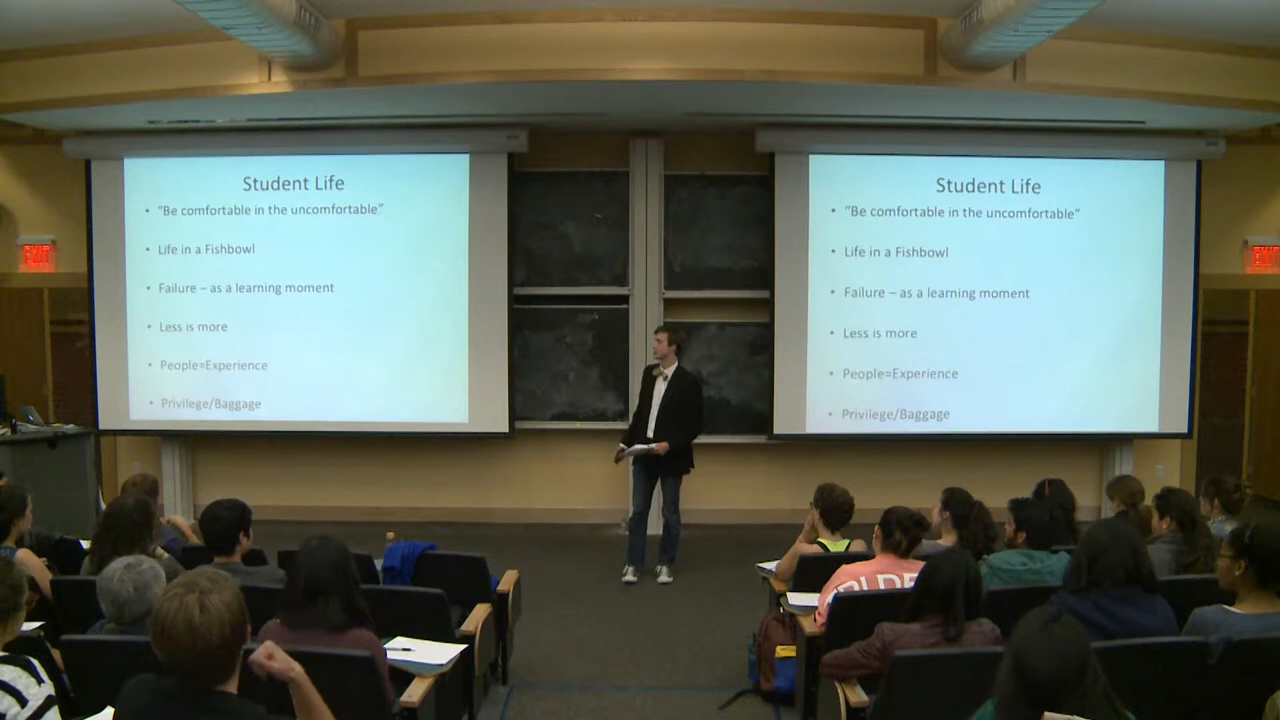 EXIT
Student Life
• "Be comfortable in the uncomfortable"
• Life in a Fishbowl
• Failure – as a learning moment
• Less is more
• People=Experience
• Privilege/Baggage
Student Life
• "Be comfortable in the uncomfortable"
• Life in a Fishbowl
• Failure – as a learning moment
• Less is more
• People=Experience
• Privilege/Baggage
EXIT